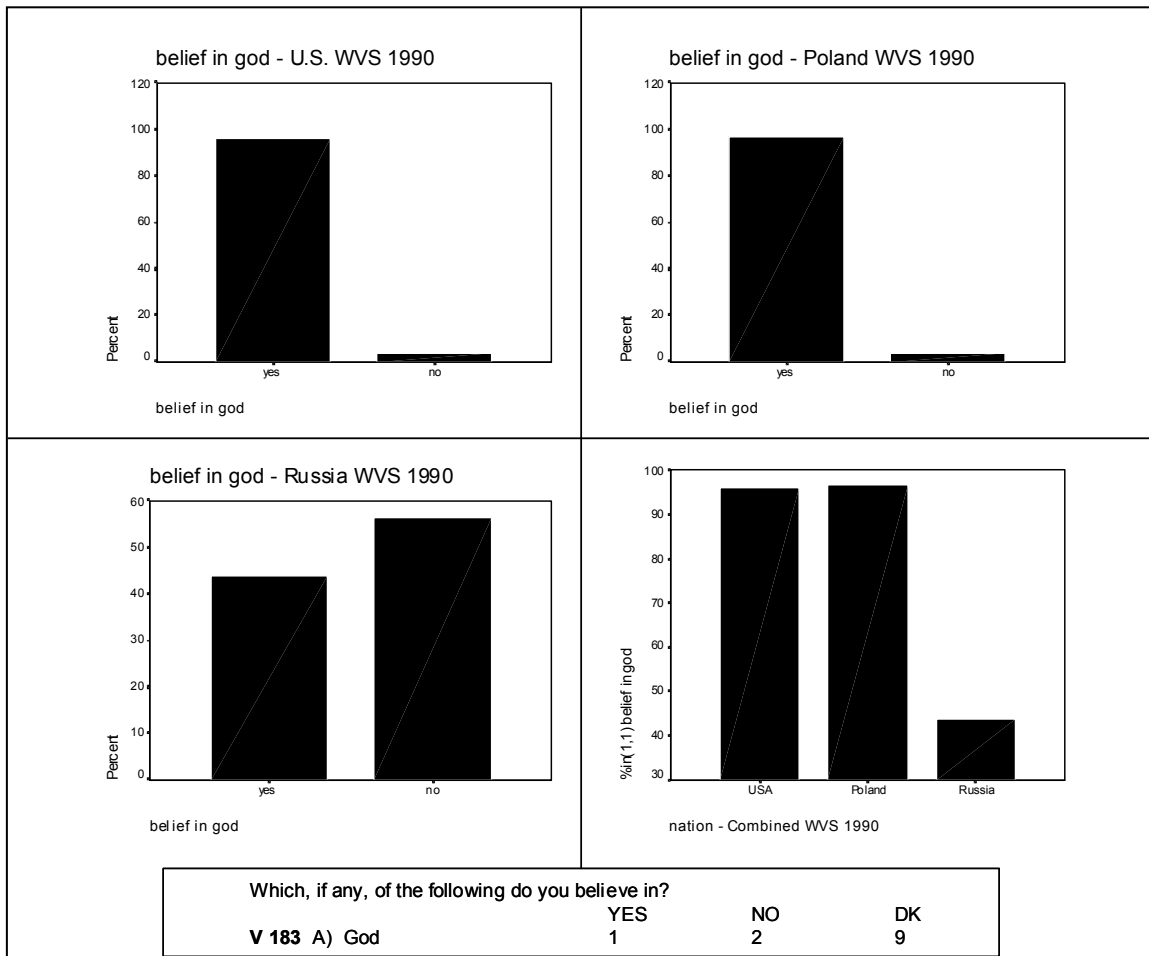 belief in god - U.S. WVS 1990
120
100
80
60
40
20
0
Percent
yes no
belief in god
belief in god - Poland WVS 1990
120
100
80
60
40
20
0
Percent
yes no
belief in god
belief in god - Russia WVS 1990
60
50
40
30
20
10
0
Percent
yes no
belief in god
100
90
80
70
60
50
40
30
%in(1,1) belief in god
USA Poland Russia
nation - Combined WVS 1990
Which, if any, of the following do you believe in?
YES NO DK
V 183 A) God 1 2 9